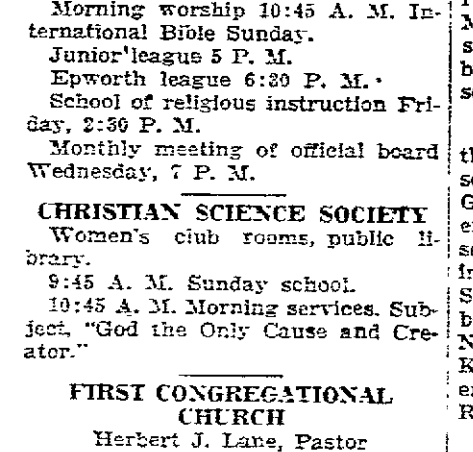 Morning worship 10:45 A. M. In-
ternational Bible Sunday.
Junior league 5 P. M.
Epworth league 6:30 P. M.
School of religious instruction Fri-
day, 2:30 P. M.
Monthly meeting of official board
Wednesday, 7 P. M.
CHRISTIAN SCIENCE SOCIETY
Women's club rooms, public li-
brary.
9:45 A. M. Sunday school.
10:45 A. M. Morning services. Sub-
ject, "God the Only Cause and Cre-
ator."
FIRST CONGREGATIONAL
CHURCH
Herbert J. Lane, Pastor